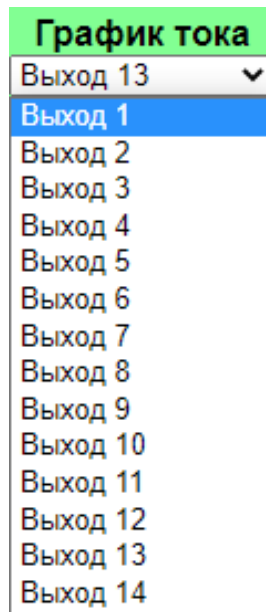 График тока
Выход 13
Выход 1
Выход 2
Выход 3
Выход 4
Выход 5
Выход 6
Выход 7
Выход 8
Выход 9
Выход 10
Выход 11
Выход 12
Выход 13
Выход 14